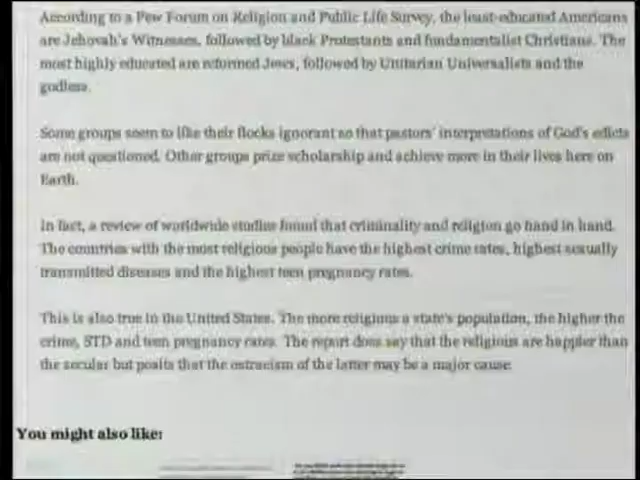 According to a Pew Forum on Religion and Public Life Survey, the least-educated Americans
are Jehovah's Witnesses, followed by black Protestants and fundamentalist Christians. The
most highly educated are reformed Jews, followed by Unitarian Universalists and the
godless.
Some groups seem to like their flocks ignorant so that pastors' interpretations of God's edicts
are not questioned. Other groups prize scholarship and achieve more in their lives here on
Earth.
In fact, a review of worldwide studies found that criminality and religion go hand in hand.
The countries with the most religious people have the highest crime rates, highest sexually
transmitted diseases and the highest teen pregnancy rates.
This is also true in the United States. The more religious a state's population, the higher the
crime, STD and teen pregnancy rates. The report does say that the religious are happier than
the secular but posits that the ostracism of the latter may be a major cause.
You might also like: